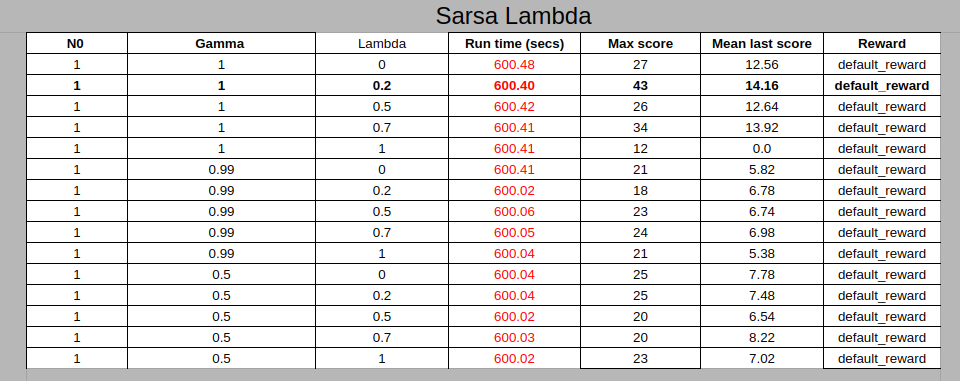 Sarsa Lambda
N0 Gamma Lambda Run time (secs) Max score Mean last score Reward
1 1 0 600.48 27 12.56 default_reward
1 1 0.2 600.40 43 14.16 default_reward
1 1 0.5 600.42 26 12.64 default_reward
1 1 0.7 600.41 34 13.92 default_reward
1 1 1 600.41 12 0.0 default_reward
1 0.99 0 600.41 21 5.82 default_reward
1 0.99 0.2 600.02 18 6.78 default_reward
1 0.99 0.5 600.06 23 6.74 default_reward
1 0.99 0.7 600.05 24 6.98 default_reward
1 0.99 1 600.04 21 5.38 default_reward
1 0.5 0 600.04 25 7.78 default_reward
1 0.5 0.2 600.04 25 7.48 default_reward
1 0.5 0.5 600.02 20 6.54 default_reward
1 0.5 0.7 600.03 20 8.22 default_reward
1 0.5 1 600.02 23 7.02 default_reward